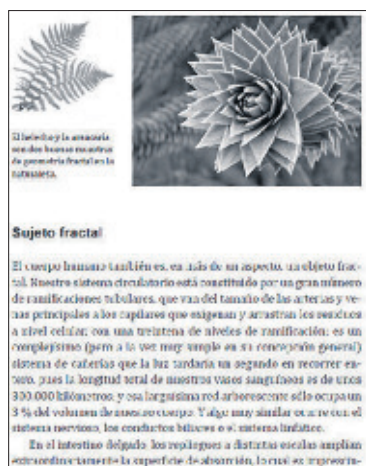 El helecho y la araucaria
son dos buenas muestras
de geometría fractal en la
naturaleza.
Sujeto fractal
El cuerpo humano también es, en más de un aspecto, un objeto frac-
tal. Nuestro sistema circulatorio está constituido por un gran número
de ramificaciones tubulares, que van del tamaño de las arterias y ve-
nas principales a los capilares que oxigenan y arrastran los residuos
a nivel celular; con una treintena de niveles de ramificación, es un
complejísimo (pero a la vez muy simple en su concepción general)
sistema de cañerías que la luz tardaría un segundo en recorrer en-
tero, pues la longitud total de nuestros vasos sanguíneos es de unos
300.000 kilómetros; y esa larguísima red arborescente sólo ocupa un
3 % del volumen de nuestro cuerpo. Y algo muy similar ocurre con el
sistema nervioso, los conductos biliares o el sistema linfático.
En el intestino delgado, los repliegues a distintas escalas amplían
extraordinariamente la superficie de absorción, lo cual es imprescin-